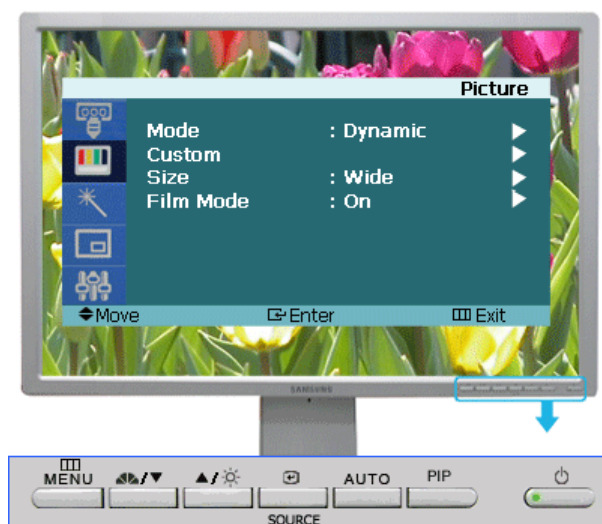 Picture
Mode : Dynamic
Custom
Size : Wide
Film Mode : On
Move Enter Exit
SAMSUNG
MENU AUTO PIP
SOURCE